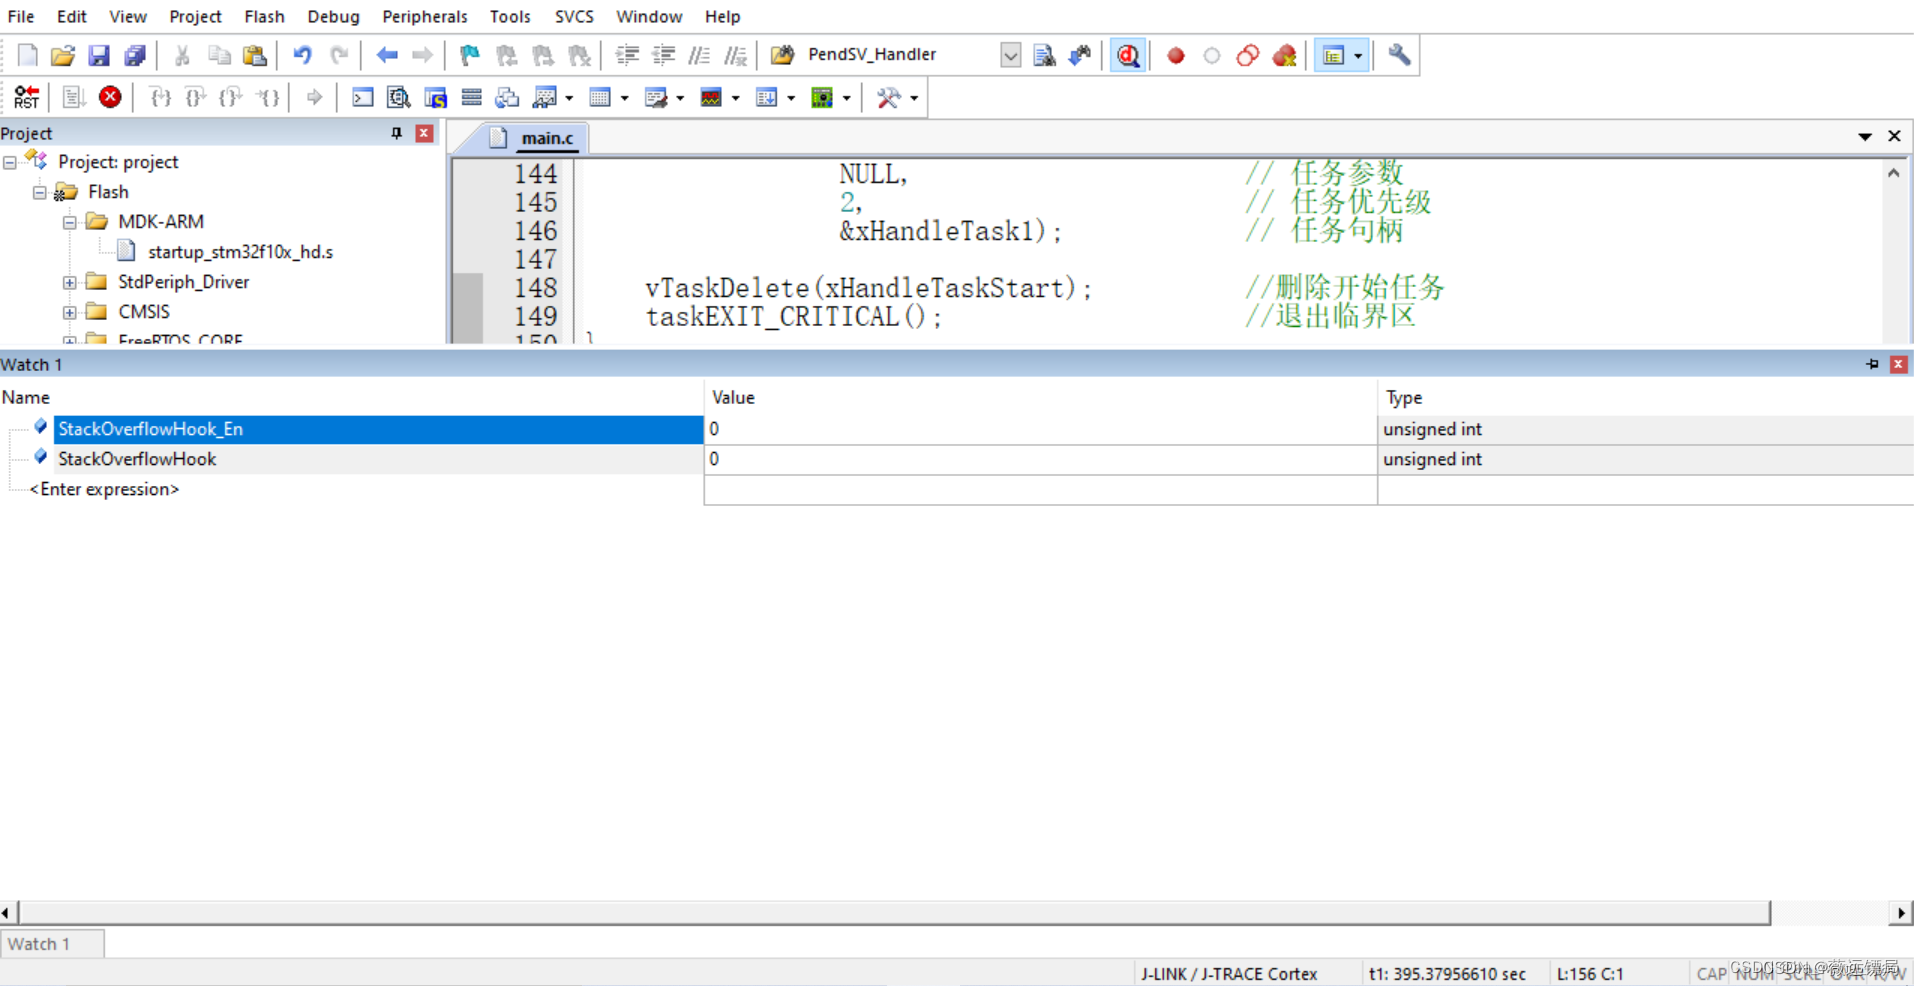 File Edit View Project Flash Debug Peripherals Tools SVCS Window Help
PendSV_Handler
RST
Project
main.c
Project: project
Flash
MDK-ARM
startup_stm32f10x_hd.s
StdPeriph_Driver
CMSIS
FreeRTOS_CORE
144 NULL, // 任务参数
145 2, // 任务优先级
146 &xHandleTask1); // 任务句柄
147
148 vTaskDelete(xHandleTaskStart); //删除开始任务
149 taskEXIT_CRITICAL(); //退出临界区
150 }
Watch 1
Name Value Type
StackOverflowHook_En 0 unsigned int
StackOverflowHook 0 unsigned int
<Enter expression>
Watch 1
J-LINK / J-TRACE Cortex t1: 395.37956610 sec L:156 C:1 CAP NUM SCRL OVR R/W